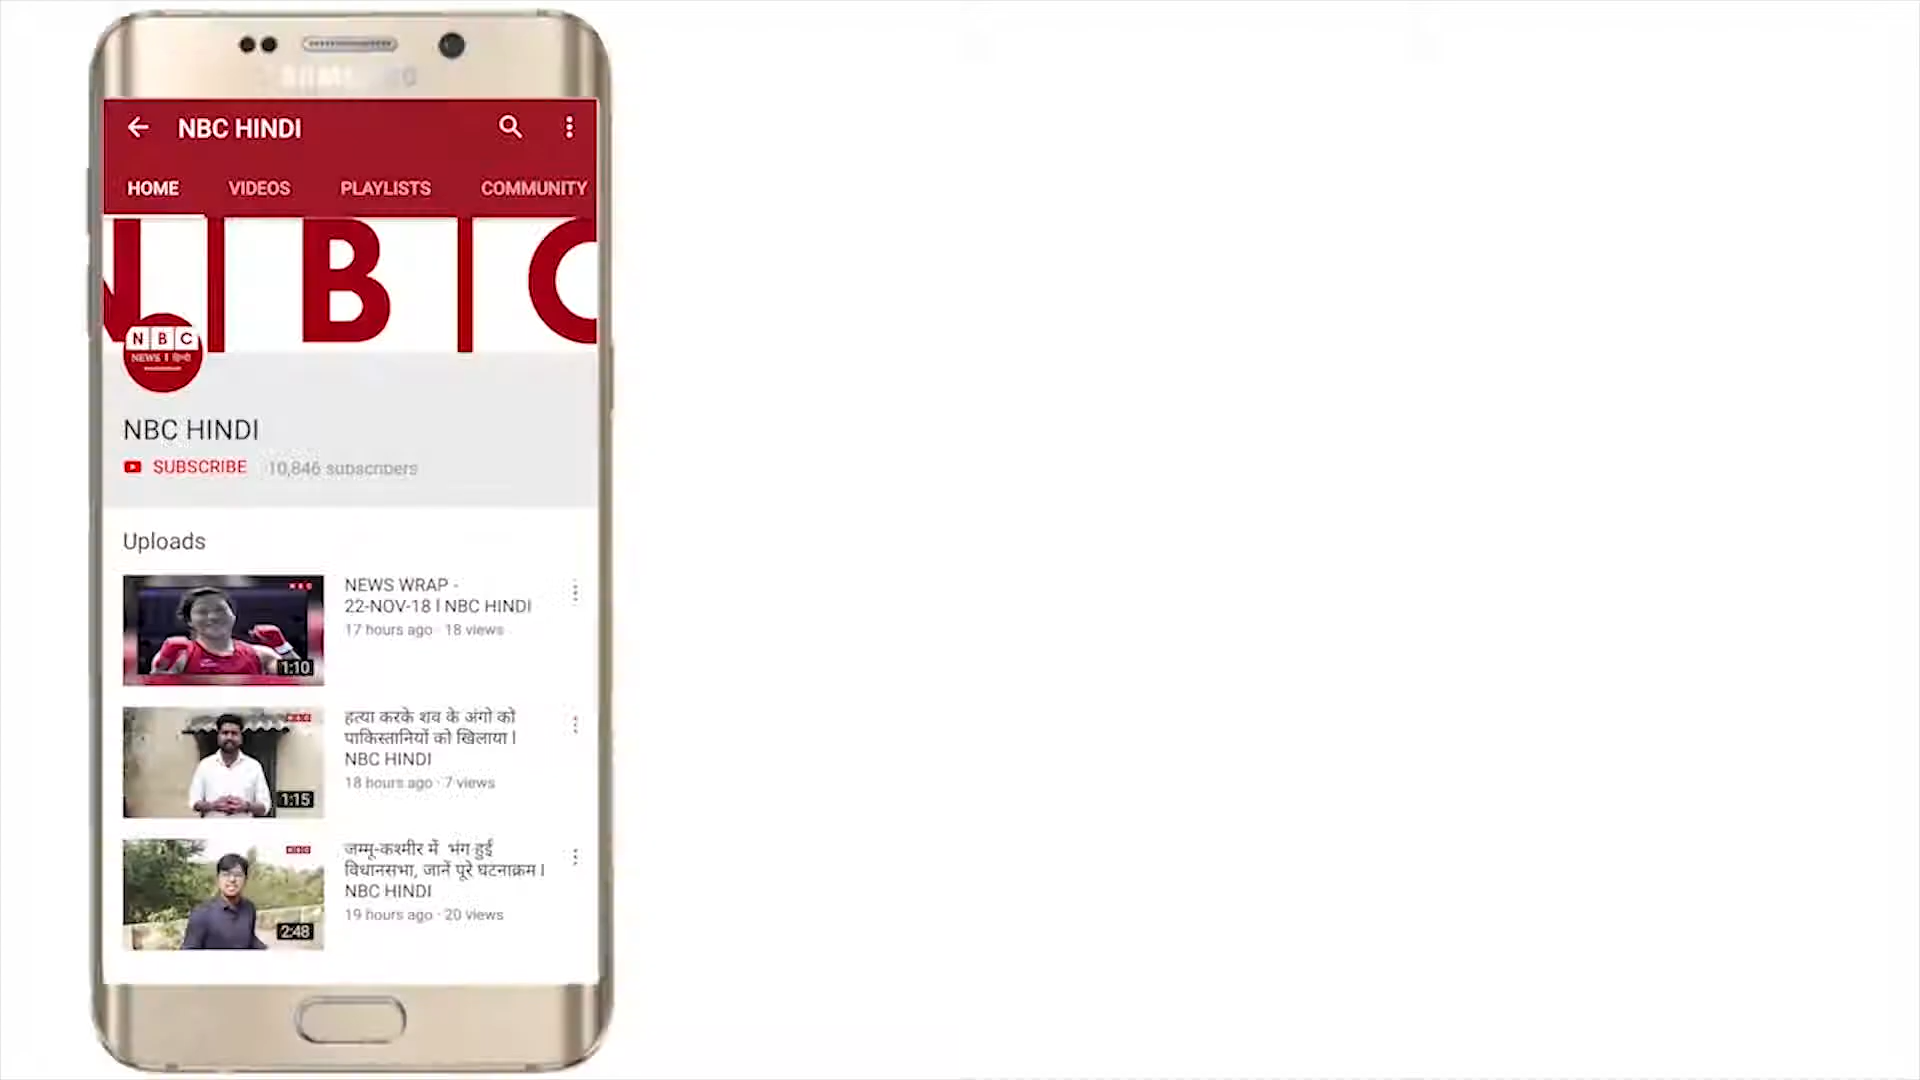 SAMSUNG
NBC HINDI
HOME VIDEOS PLAYLISTS COMMUNITY
N B C
N B C
NEWS हिन्दी
NBC HINDI
SUBSCRIBE 10,846 subscribers
Uploads
NEWS WRAP -
22-NOV-18 l NBC HINDI
17 hours ago · 18 views
1:10
हत्या करके शव के अंगो को
पाकिस्तानियों को खिलाया l
NBC HINDI
18 hours ago · 7 views
1:15
जम्मू-कश्मीर में भंग हुई
विधानसभा, जानें पूरे घटनाक्रम l
NBC HINDI
19 hours ago · 20 views
2:48